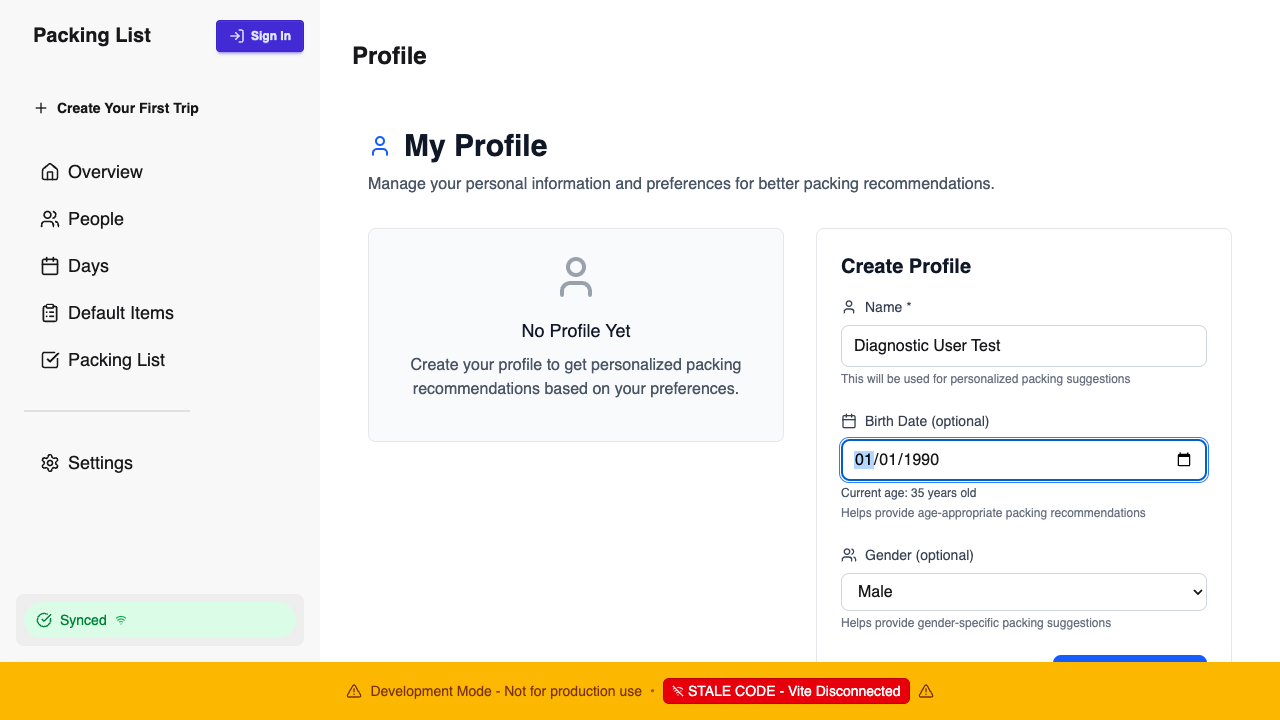 Packing List
Sign In
Create Your First Trip
Overview
People
Days
Default Items
Packing List
Settings
Synced
Profile
My Profile
Manage your personal information and preferences for better packing recommendations.
No Profile Yet
Create your profile to get personalized packing
recommendations based on your preferences.
Create Profile
Name *
Diagnostic User Test
This will be used for personalized packing suggestions
Birth Date (optional)
01/01/1990
Current age: 35 years old
Helps provide age-appropriate packing recommendations
Gender (optional)
Male
Helps provide gender-specific packing suggestions
Development Mode - Not for production use • STALE CODE - Vite Disconnected